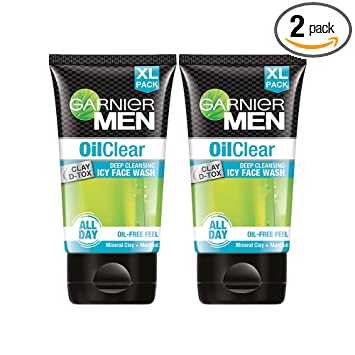 2 pack
XL
PACK
GARNIER
MEN
OilClear
CLAY
D-TOX
DEEP CLEANSING
ICY FACE WASH
ALL
DAY
OIL-FREE FEEL
Mineral Clay + Menthol
XL
PACK
GARNIER
MEN
OilClear
CLAY
D-TOX
DEEP CLEANSING
ICY FACE WASH
ALL
DAY
OIL-FREE FEEL
Mineral Clay + Menthol